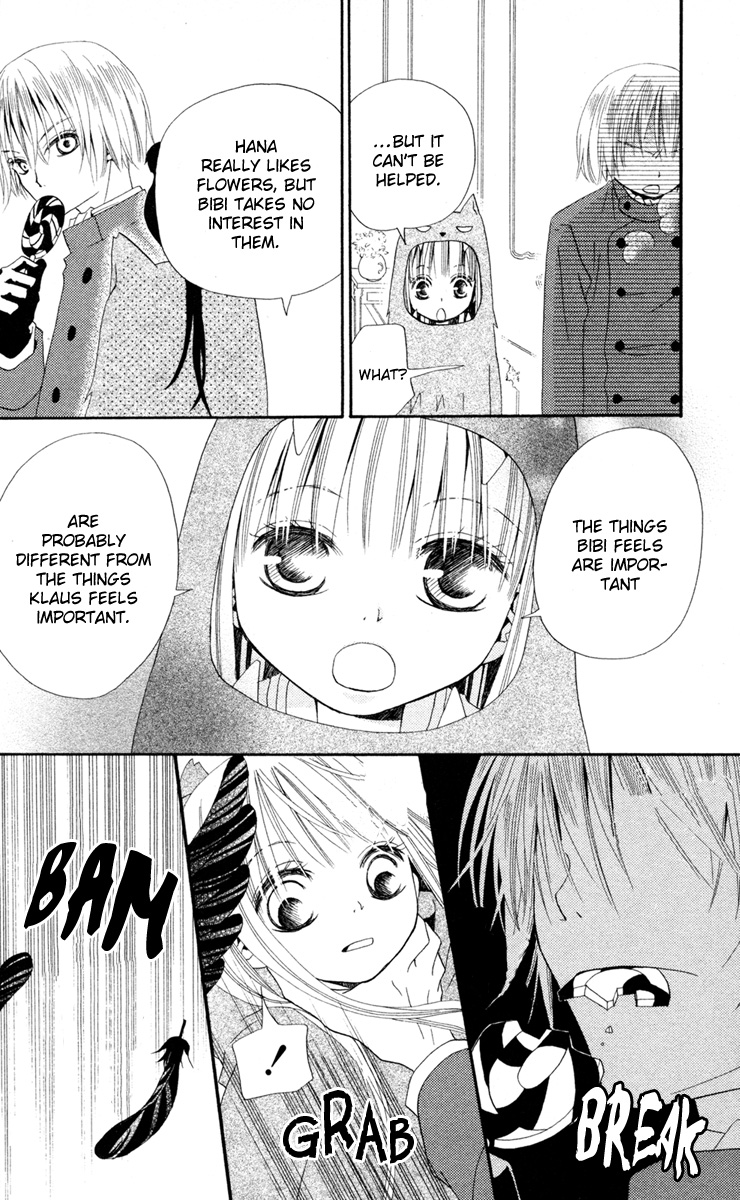 ...BUT IT
CAN'T BE
HELPED.
WHAT?
HANA
REALLY LIKES
FLOWERS, BUT
BIBI TAKES NO
INTEREST IN
THEM.
THE THINGS
BIBI FEELS
ARE IMPOR-
TANT
ARE
PROBABLY
DIFFERENT FROM
THE THINGS
KLAUS FEELS
IMPORTANT.
BREAK
!
GRAB
BAM